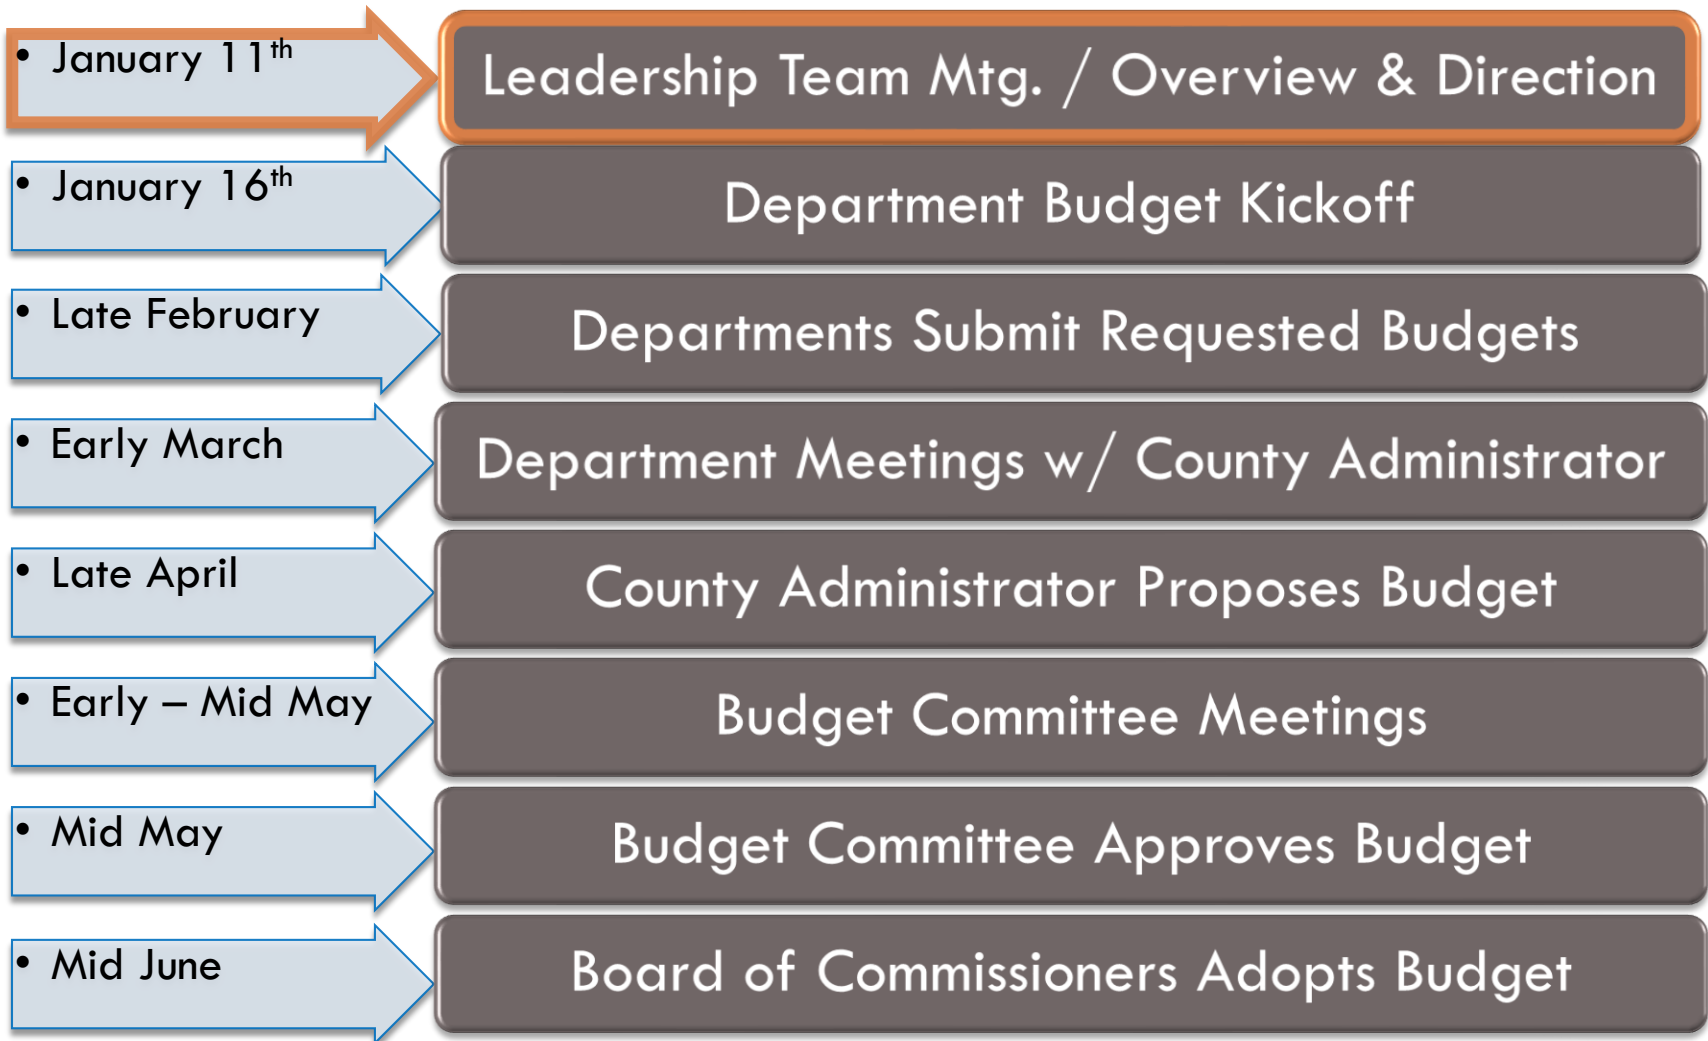 • January 11th
Leadership Team Mtg. / Overview & Direction
• January 16th
Department Budget Kickoff
• Late February
Departments Submit Requested Budgets
• Early March
Department Meetings w/ County Administrator
• Late April
County Administrator Proposes Budget
• Early – Mid May
Budget Committee Meetings
• Mid May
Budget Committee Approves Budget
• Mid June
Board of Commissioners Adopts Budget